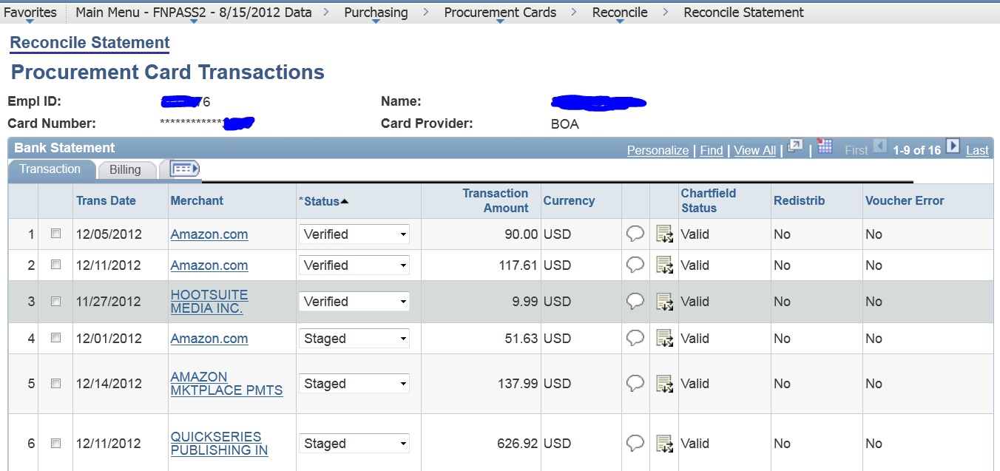 Favorites Main Menu - FNPASS2 - 8/15/2012 Data > Purchasing > Procurement Cards > Reconcile > Reconcile Statement
Reconcile Statement
Procurement Card Transactions
Empl ID: 6 Name:
Card Number: ************ Card Provider: BOA
Bank Statement Personalize | Find | View All | | First 1-9 of 16 Last
Transaction Billing
Trans Date Merchant *Status Transaction Amount Currency Chartfield Status Redistrib Voucher Error
1 12/05/2012 Amazon.com Verified 90.00 USD Valid No No
2 12/11/2012 Amazon.com Verified 117.61 USD Valid No No
3 11/27/2012 HOOTSUITE MEDIA INC. Verified 9.99 USD Valid No No
4 12/01/2012 Amazon.com Staged 51.63 USD Valid No No
5 12/14/2012 AMAZON MKTPLACE PMTS Staged 137.99 USD Valid No No
6 12/11/2012 QUICKSERIES PUBLISHING IN Staged 626.92 USD Valid No No